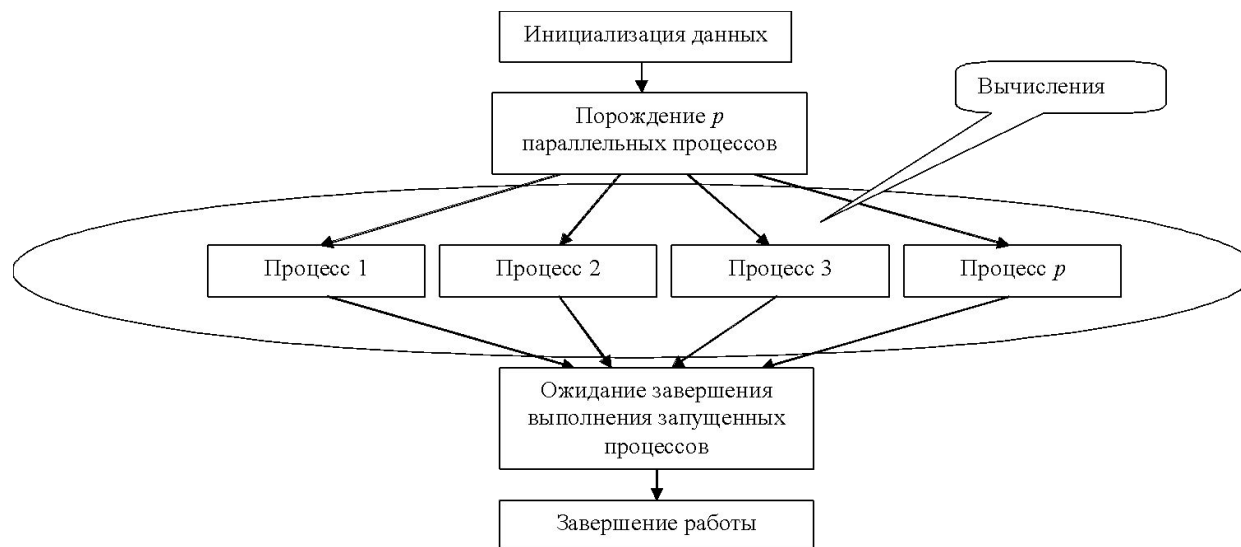 Инициализация данных
Вычисления
Порождение p
параллельных процессов
Процесс 1
Процесс 2
Процесс 3
Процесс p
Ожидание завершения
выполнения запущенных
процессов
Завершение работы